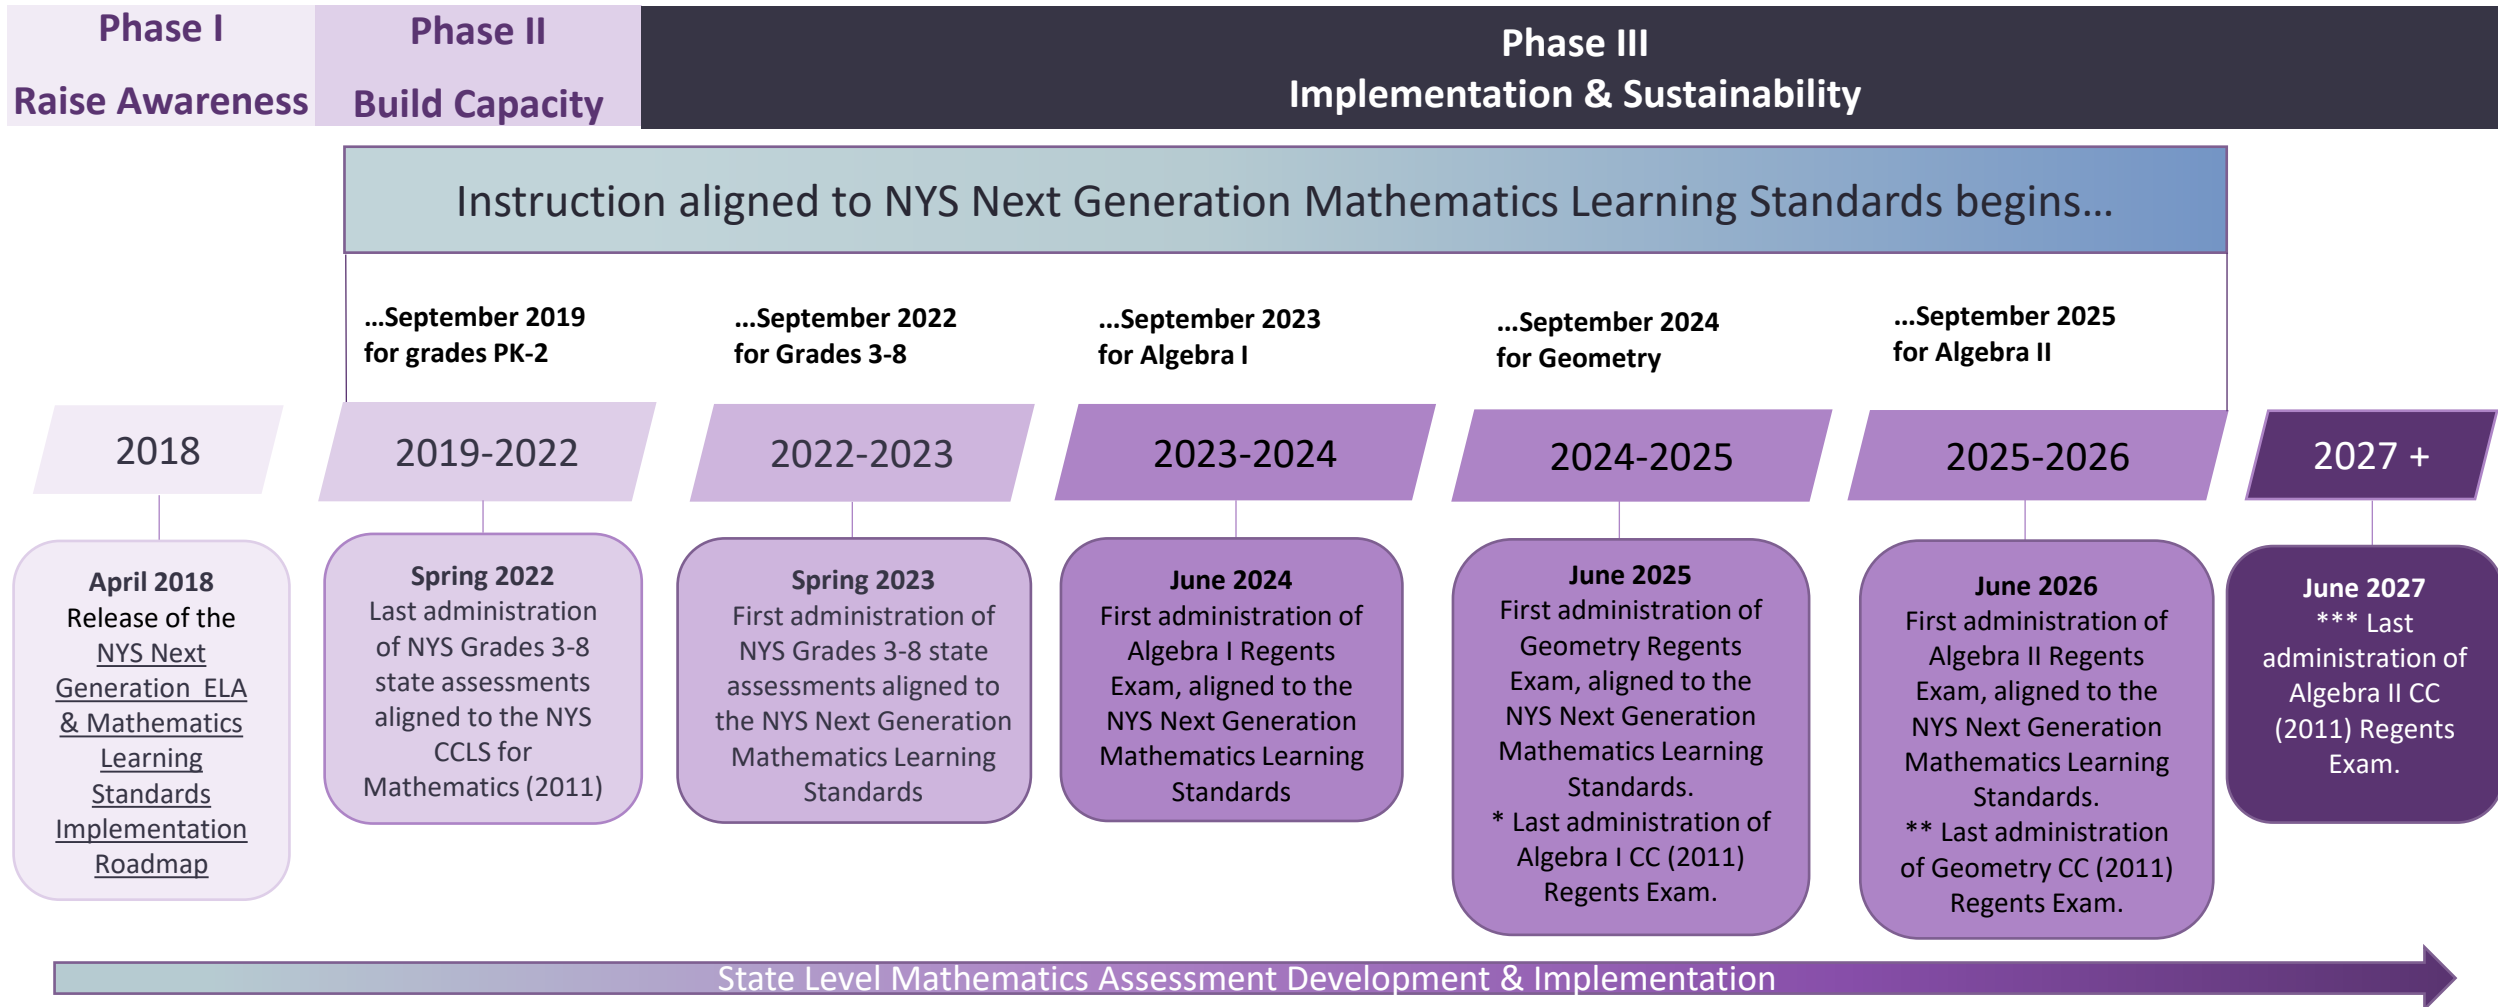 Phase I
Raise Awareness
Phase II
Build Capacity
Phase III
Implementation & Sustainability
Instruction aligned to NYS Next Generation Mathematics Learning Standards begins…
…September 2019
for grades PK-2
…September 2022
for Grades 3-8
…September 2023
for Algebra I
…September 2024
for Geometry
…September 2025
for Algebra II
2018
2019-2022
2022-2023
2023-2024
2024-2025
2025-2026
2027 +
April 2018
Release of the
NYS Next
Generation ELA
& Mathematics
Learning
Standards
Implementation
Roadmap
Spring 2022
Last administration
of NYS Grades 3-8
state assessments
aligned to the NYS
CCLS for
Mathematics (2011)
Spring 2023
First administration of
NYS Grades 3-8 state
assessments aligned to
the NYS Next Generation
Mathematics Learning
Standards
June 2024
First administration of
Algebra I Regents
Exam, aligned to the
NYS Next Generation
Mathematics Learning
Standards
June 2025
First administration of
Geometry Regents
Exam, aligned to the
NYS Next Generation
Mathematics Learning
Standards.
* Last administration of
Algebra I CC (2011)
Regents Exam.
June 2026
First administration of
Algebra II Regents
Exam, aligned to the
NYS Next Generation
Mathematics Learning
Standards.
** Last administration
of Geometry CC (2011)
Regents Exam.
June 2027
*** Last
administration of
Algebra II CC
(2011) Regents
Exam.
State Level Mathematics Assessment Development & Implementation